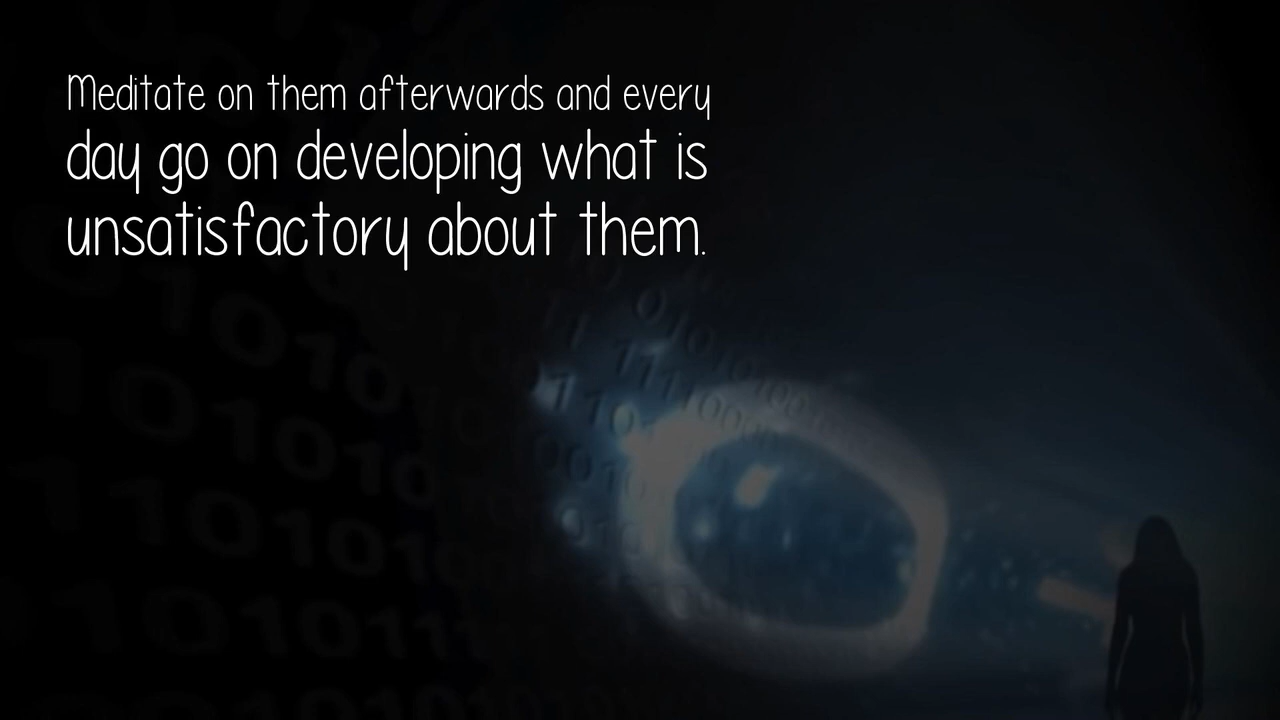 Meditate on them afterwards and every
day go on developing what is
unsatisfactory about them.